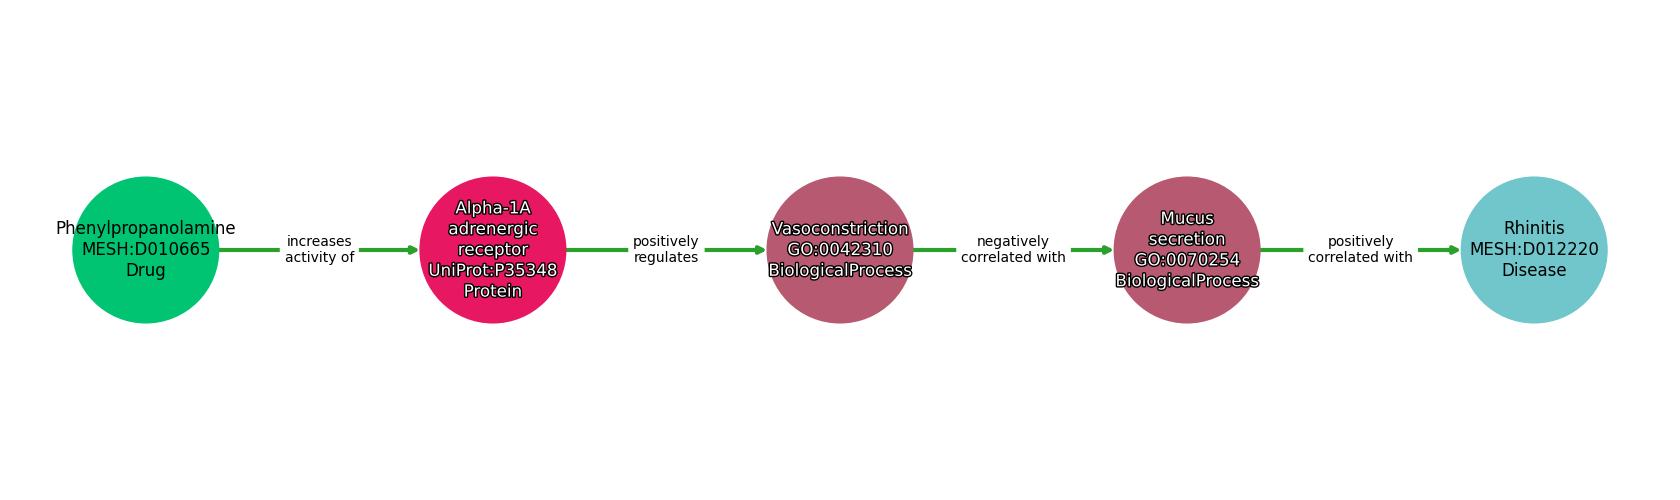 Phenylpropanolamine
MESH:D010665
Drug
increases
activity of
Alpha-1A
adrenergic
receptor
UniProt:P35348
Protein
positively
regulates
Vasoconstriction
GO:0042310
BiologicalProcess
negatively
correlated with
Mucus
secretion
GO:0070254
BiologicalProcess
positively
correlated with
Rhinitis
MESH:D012220
Disease